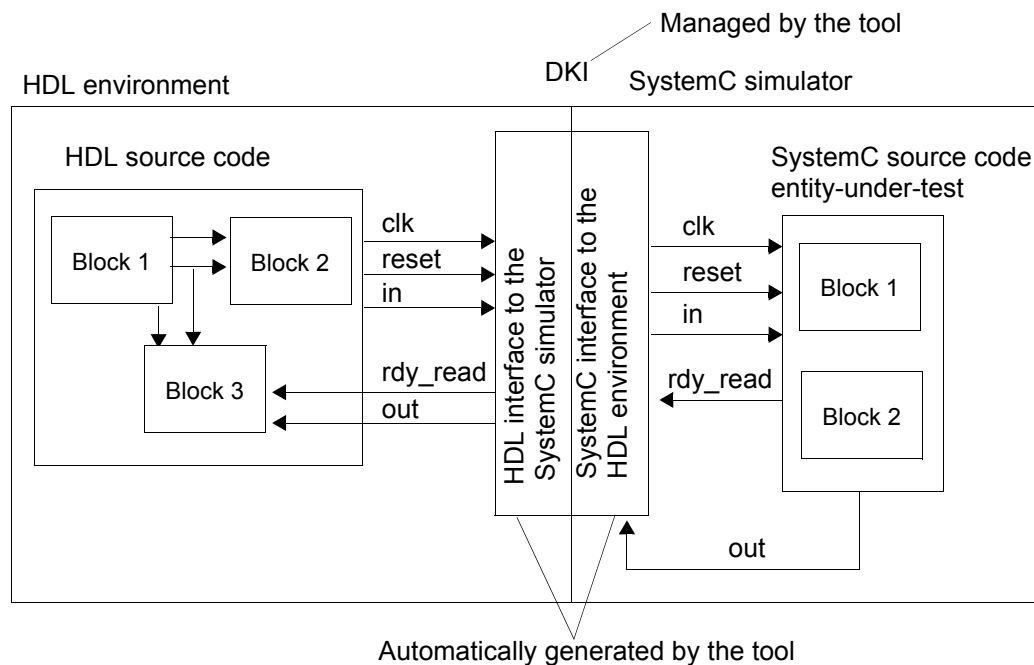 Managed by the tool
DKI
HDL environment
SystemC simulator
HDL source code
SystemC source code
entity-under-test
Block 1
Block 2
Block 3
clk
reset
in
rdy_read
out
HDL interface to the
SystemC simulator
SystemC interface to the
HDL environment
clk
reset
in
rdy_read
Block 1
Block 2
out
Automatically generated by the tool